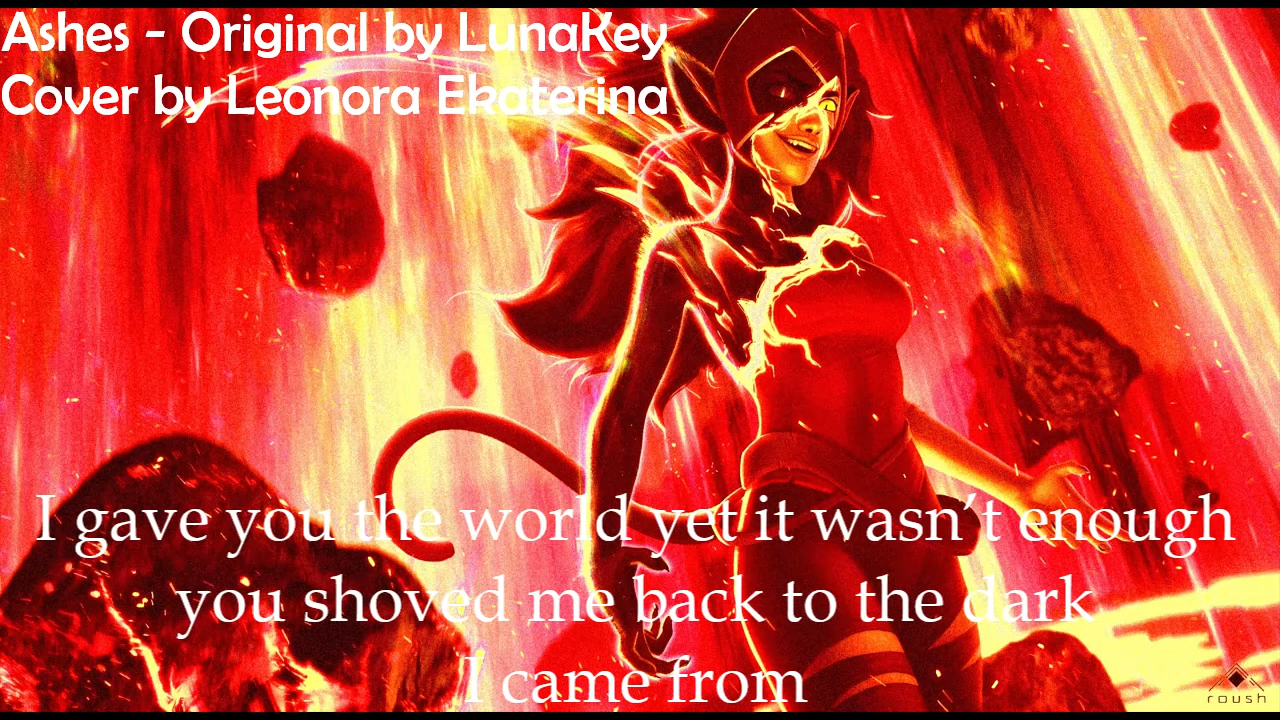 Ashes - Original by LunaKey
Cover by Leonora Ekaterina
I gave you the world yet it wasn't enough
you shoved me back to the dark
I came from
roush